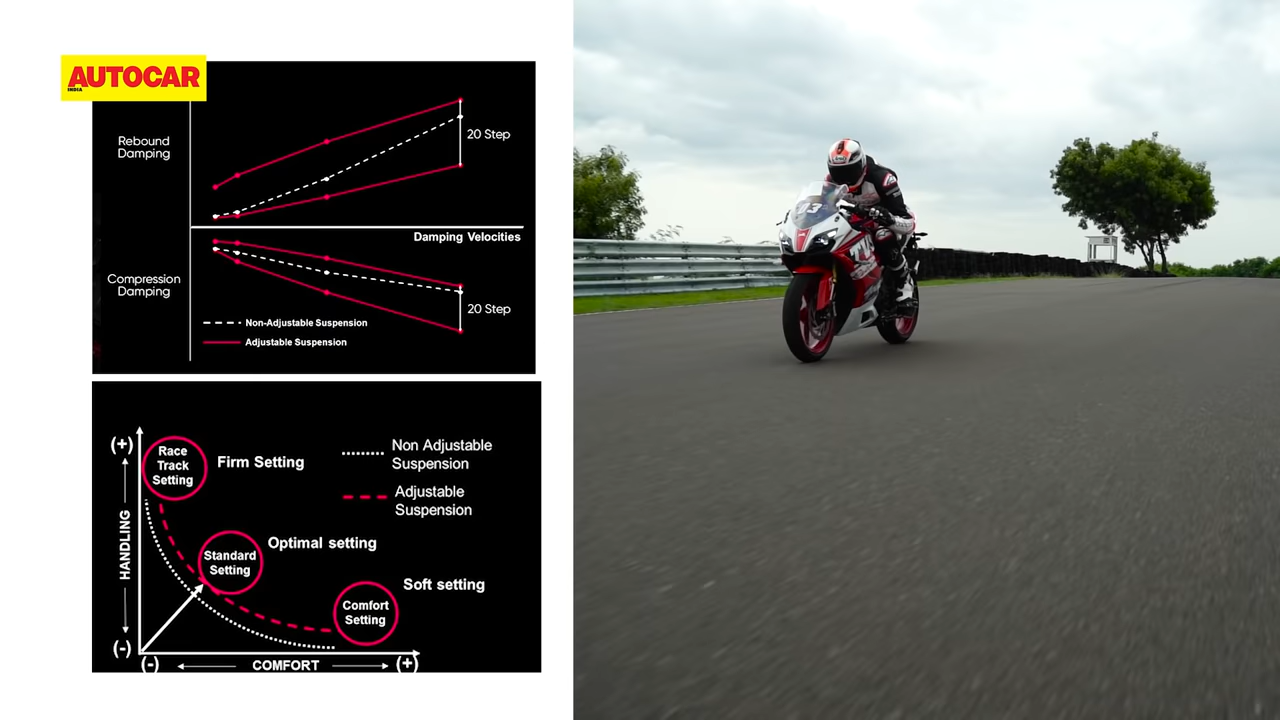 AUTOCAR
INDIA
Rebound
Damping
20 Step
Damping Velocities
Compression
Damping
20 Step
Non-Adjustable Suspension
Adjustable Suspension
(+)
Race
Track
Setting
Firm Setting
Non Adjustable
Suspension
Adjustable
Suspension
HANDLING
Standard
Setting
Optimal setting
Soft setting
Comfort
Setting
(-)
(-)
COMFORT
(+)